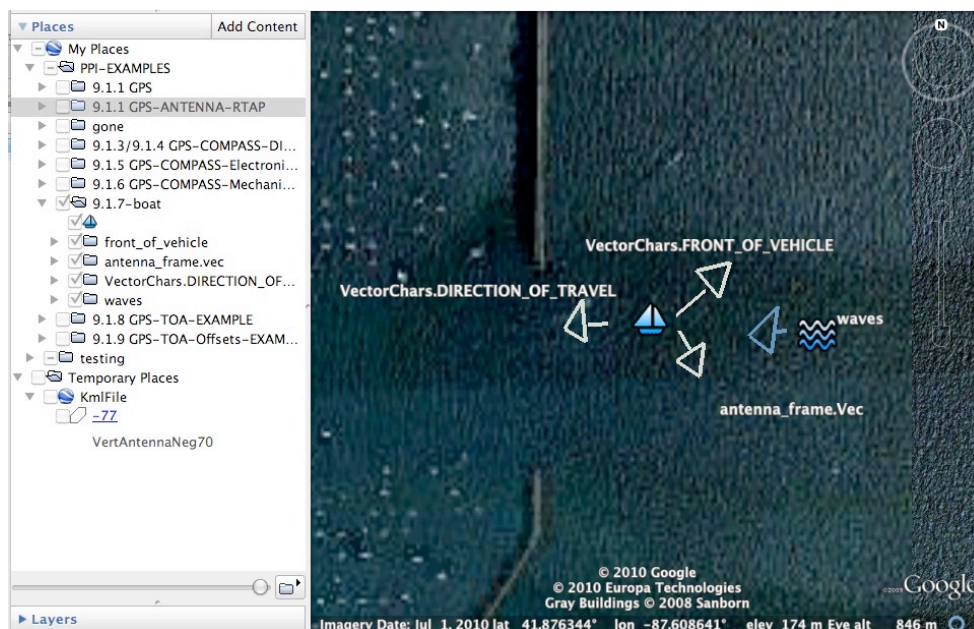 Places
Add Content
My Places
PPI-EXAMPLES
9.1.1 GPS
9.1.1 GPS-ANTENNA-RTAP
gone
9.1.3/9.1.4 GPS-COMPASS-DI...
9.1.5 GPS-COMPASS-Electroni...
9.1.6 GPS-COMPASS-Mechani...
9.1.7-boat
front_of_vehicle
antenna_frame.vec
VectorChars.DIRECTION_OF...
waves
9.1.8 GPS-TOA-EXAMPLE
9.1.9 GPS-TOA-Offsets-EXAM...
testing
Temporary Places
KmlFile
-77
VertAntennaNeg70
Layers
N
VectorChars.FRONT_OF_VEHICLE
VectorChars.DIRECTION_OF_TRAVEL
waves
antenna_frame.Vec
© 2010 Google
© 2010 Europa Technologies
Gray Buildings © 2008 Sanborn
Google
Imagery Date: Jul 1, 2010 lat 41.876344° lon -87.608641° elev 174 m Eye alt 846 m